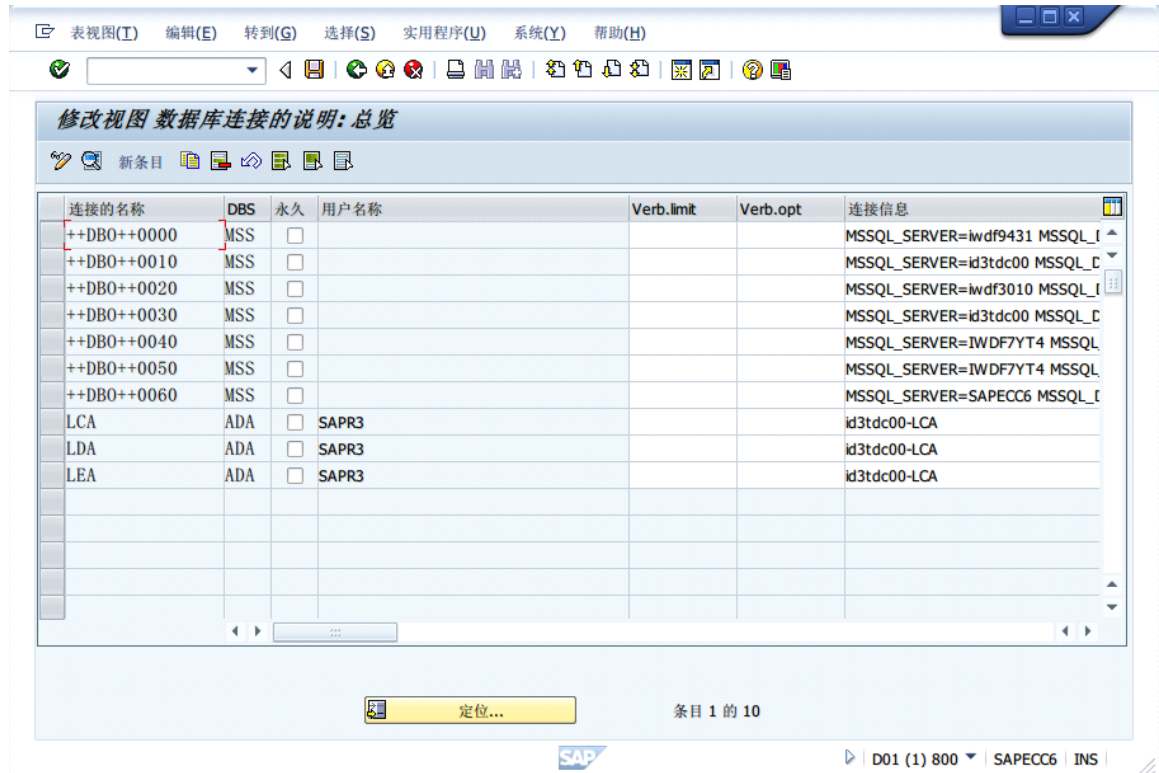 表视图(T) 编辑(E) 转到(G) 选择(S) 实用程序(U) 系统(Y) 帮助(H)
修改视图 数据库连接的说明: 总览
新条目
连接的名称 DBS 永久 用户名称 Verb.limit Verb.opt 连接信息
++DBO++0000 MSS MSSQL_SERVER=iwdf9431 MSSQL_D
++DBO++0010 MSS MSSQL_SERVER=id3tdc00 MSSQL_D
++DBO++0020 MSS MSSQL_SERVER=iwdf3010 MSSQL_D
++DBO++0030 MSS MSSQL_SERVER=id3tdc00 MSSQL_D
++DBO++0040 MSS MSSQL_SERVER=IWDF7YT4 MSSQL_
++DBO++0050 MSS MSSQL_SERVER=IWDF7YT4 MSSQL_
++DBO++0060 MSS MSSQL_SERVER=SAPECC6 MSSQL_D
LCA ADA SAPR3 id3tdc00-LCA
LDA ADA SAPR3 id3tdc00-LCA
LEA ADA SAPR3 id3tdc00-LCA
定位... 条目 1 的 10
SAP D01 (1) 800 SAPECC6 INS